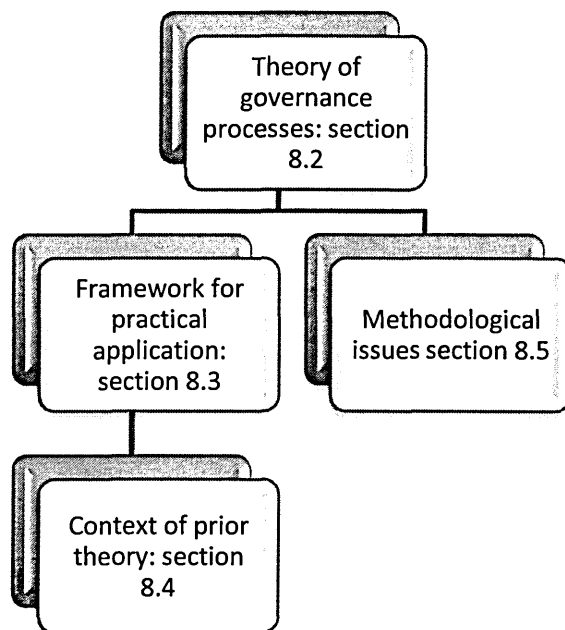 Theory of
governance
processes: section
8.2
Framework for
practical
application:
section 8.3
Methodological
issues section 8.5
Context of prior
theory: section
8.4